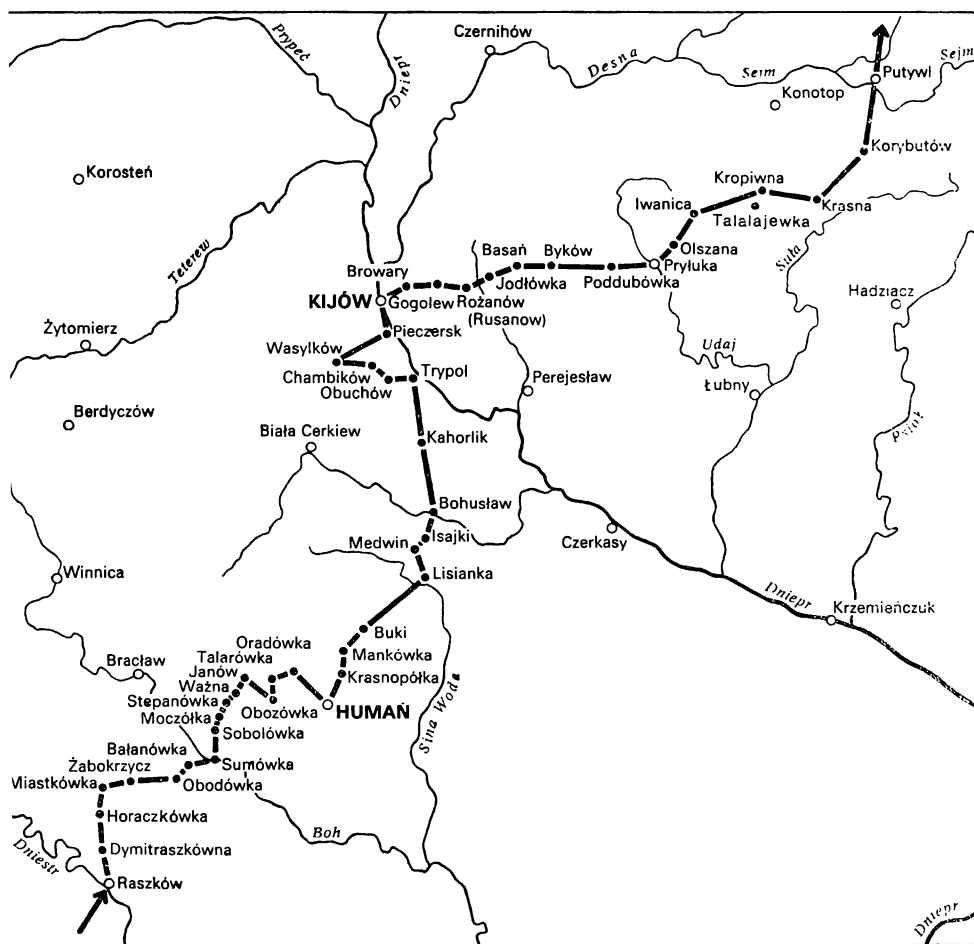 Prypeć
Dniepr
Czernihów
Desna
Seim
Sejm
Putywl
Konotop
Korosteń
Korybutów
Kropiwna
Iwanica
Krasna
Talalajewka
Teterew
Suła
Olszana
Basań
Byków
Pryłuka
Browary
Jodłówka
Poddubówka
Hadziacz
KIJÓW
Gogolew
Rożanów
(Rusanow)
Żytomierz
Pieczersk
Wasylków
Udaj
Chambików
Trypol
Obuchów
Perejesław
Łubny
Berdyczów
Psioł
Biała Cerkiew
Kahorlik
Bohusław
Isajki
Medwin
Czerkasy
Winnica
Lisianka
Dniepr
Krzemieńczuk
Buki
Oradówka
Mankówka
Talarówka
Bracław
Janów
Krasnopółka
Ważna
Stepanówka
Obozówka
HUMAŃ
Moczółka
Sina Woda
Sobolówka
Bałanówka
Żabokrzycz
Sumówka
Miastkówka
Obodówka
Horaczkówka
Boh
Dniestr
Dymitraszkówna
Raszków
Dniepr